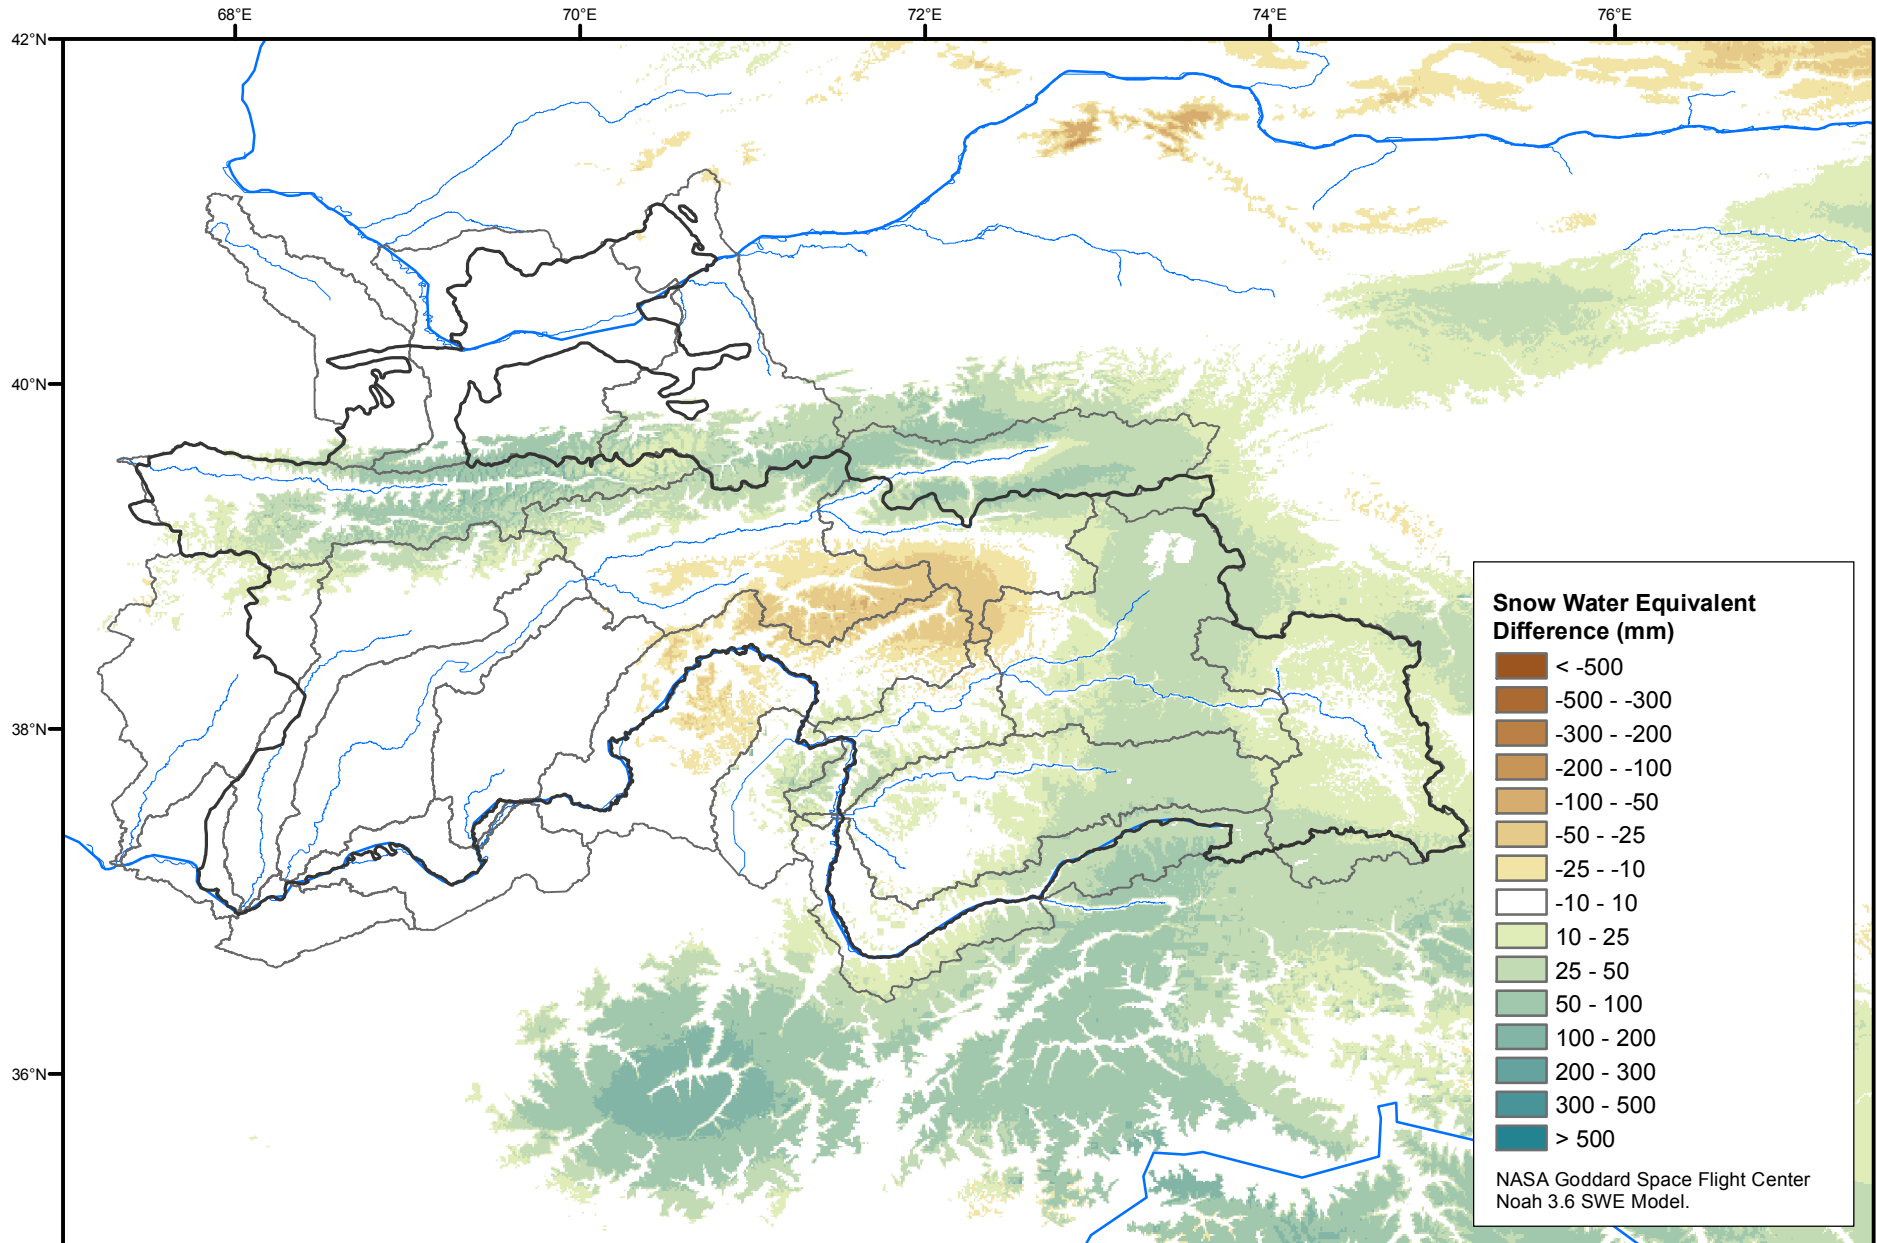 68°E
70°E
72°E
74°E
76°E
42°N
40°N
38°N
36°N
Snow Water Equivalent
Difference (mm)
< -500
-500 - -300
-300 - -200
-200 - -100
-100 - -50
-50 - -25
-25 - -10
-10 - 10
10 - 25
25 - 50
50 - 100
100 - 200
200 - 300
300 - 500
> 500
NASA Goddard Space Flight Center
Noah 3.6 SWE Model.